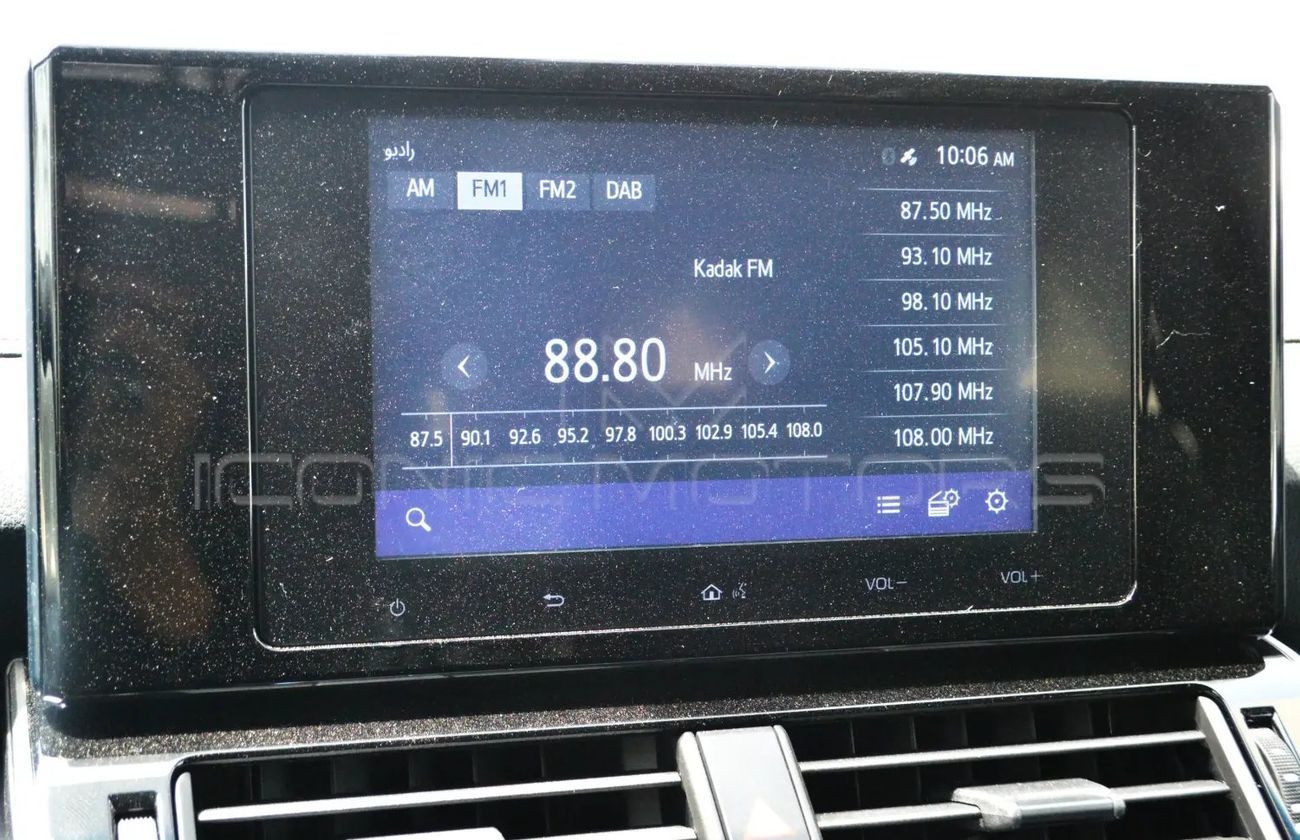 راديو
10:06 AM
AM FM1 FM2 DAB
87.50 MHz
93.10 MHz
98.10 MHz
105.10 MHz
107.90 MHz
108.00 MHz
Kadak FM
88.80 MHz
87.5 90.1 92.6 95.2 97.8 100.3 102.9 105.4 108.0
ICONIC MOTORS
VOL− VOL+